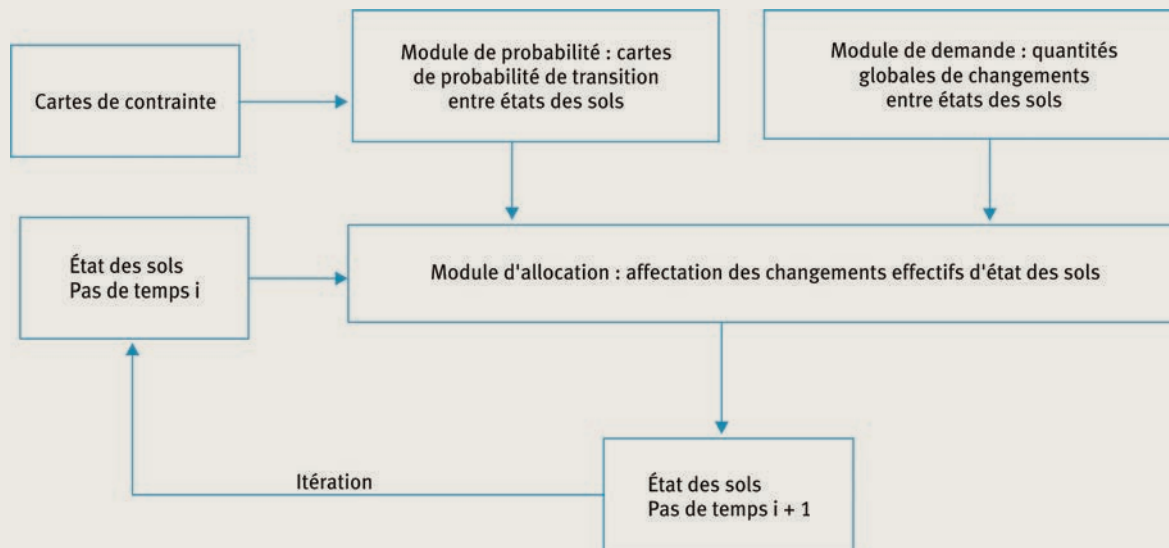 Cartes de contrainte
Module de probabilité : cartes
de probabilité de transition
entre états des sols
Module de demande : quantités
globales de changements
entre états des sols
État des sols
Pas de temps i
Module d'allocation : affectation des changements effectifs d'état des sols
Itération
État des sols
Pas de temps i + 1